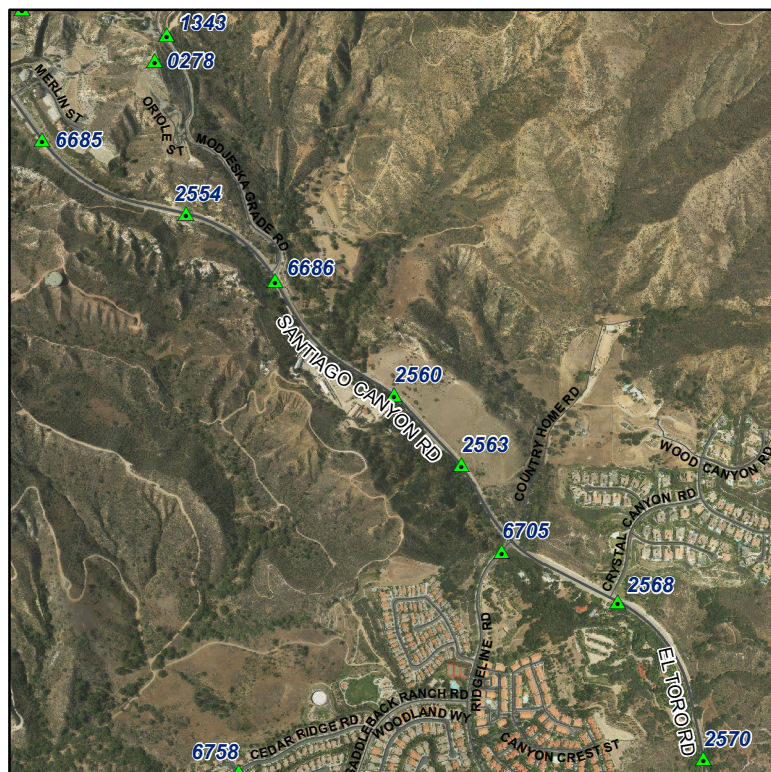 1343
0278
MERLIN ST
ORIOLE ST
6685
MODJESKA GRADE RD
2554
6686
SANTIAGO CANYON RD
2560
COUNTRY HOME RD
2563
WOOD CANYON RD
CRYSTAL CANYON RD
6705
2568
RIDGELINE RD
EL TORO RD
SADDLEBACK RANCH RD
WOODLAND WY
CEDAR RIDGE RD
CANYON CREST ST
6758
2570